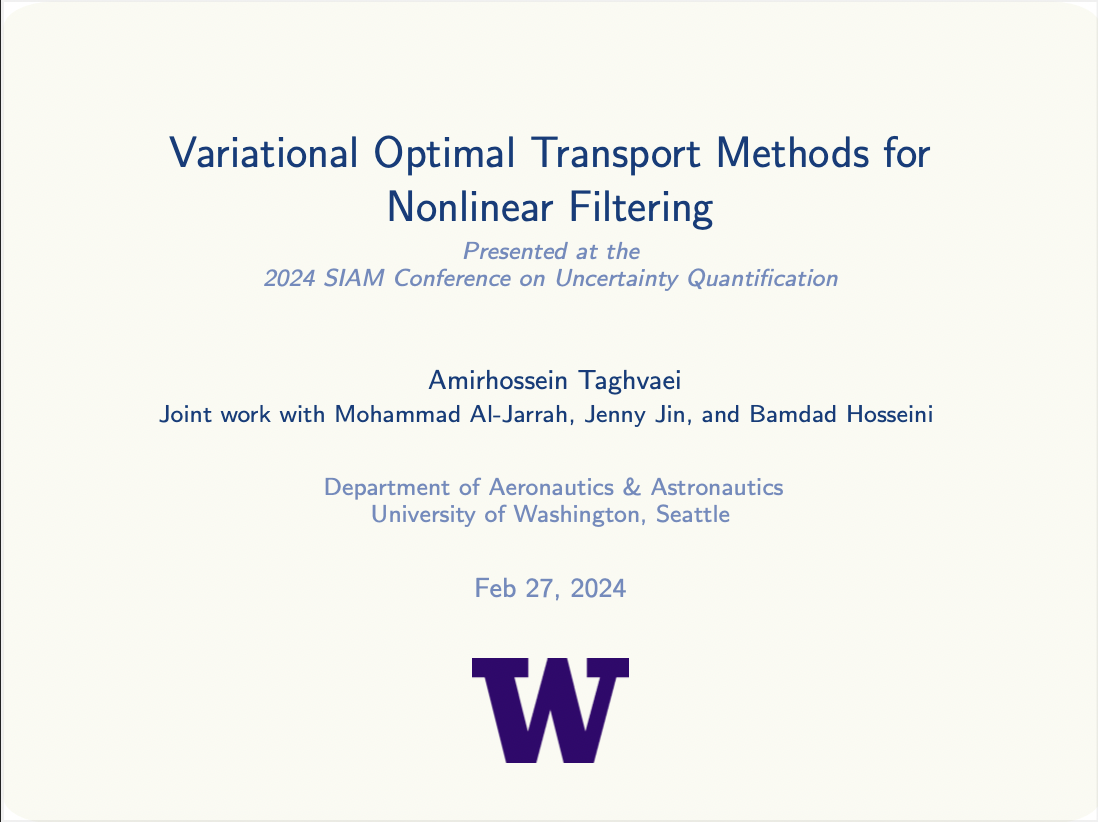 Variational Optimal Transport Methods for
Nonlinear Filtering
Presented at the
2024 SIAM Conference on Uncertainty Quantification
Amirhossein Taghvaei
Joint work with Mohammad Al-Jarrah, Jenny Jin, and Bamdad Hosseini
Department of Aeronautics & Astronautics
University of Washington, Seattle
Feb 27, 2024
W